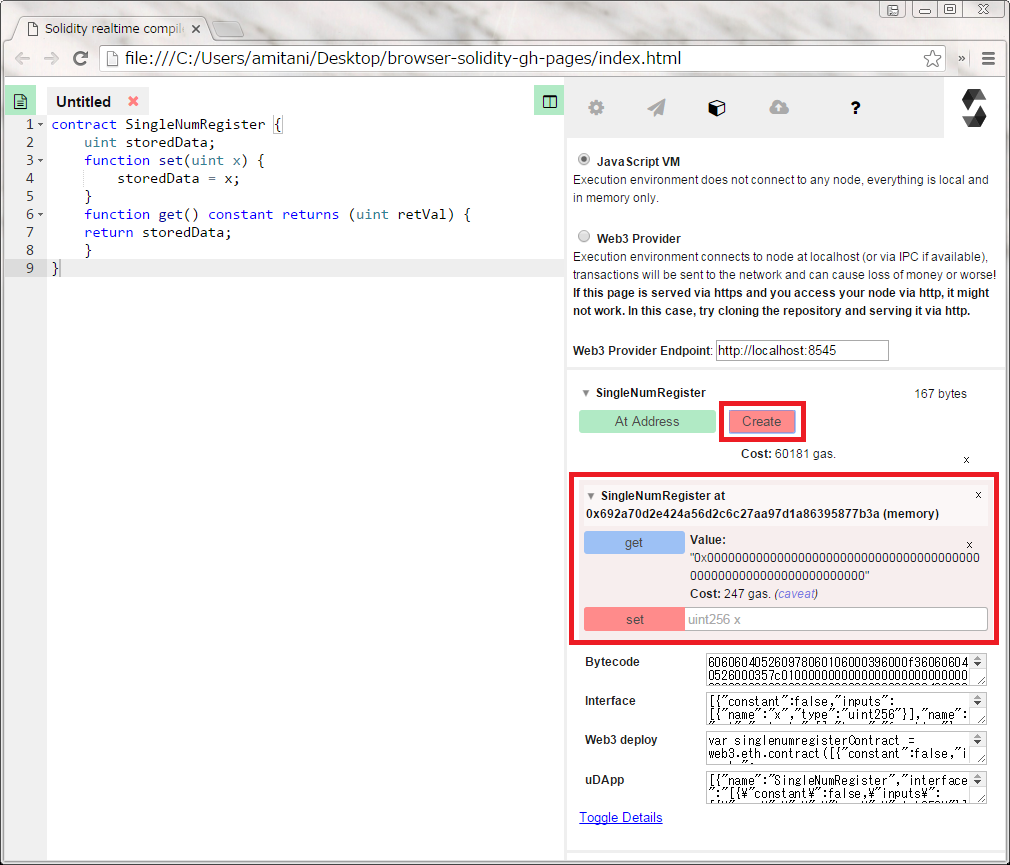 Solidity realtime compile
file:///C:/Users/amitani/Desktop/browser-solidity-gh-pages/index.html
»
Untitled
1 contract SingleNumRegister {
2 uint storedData;
3 function set(uint x) {
4 storedData = x;
5 }
6 function get() constant returns (uint retVal) {
7 return storedData;
8 }
9 }
?
JavaScript VM
Execution environment does not connect to any node, everything is local and
in memory only.
Web3 Provider
Execution environment connects to node at localhost (or via IPC if available),
transactions will be sent to the network and can cause loss of money or worse!
If this page is served via https and you access your node via http, it might
not work. In this case, try cloning the repository and serving it via http.
Web3 Provider Endpoint: http://localhost:8545
SingleNumRegister 167 bytes
At Address Create
Cost: 60181 gas.
x
SingleNumRegister at x
0x692a70d2e424a56d2c6c27aa97d1a86395877b3a (memory)
get Value: x
"0x0000000000000000000000000000000000000000
000000000000000000000000"
Cost: 247 gas. (caveat)
set uint256 x
Bytecode 6060604052609780601060003960 00f36060604
0526000357c0100000000000000000000000000
Interface [{"constant":false,"inputs":
[{"name":"x","type":"uint256"}],"name":
Web3 deploy var singlenumregisterContract =
web3.eth.contract([{"constant":false,"i
uDApp [{"name":"SingleNumRegister","interface
":"[{¥"constant¥":false,¥"inputs¥":
Toggle Details